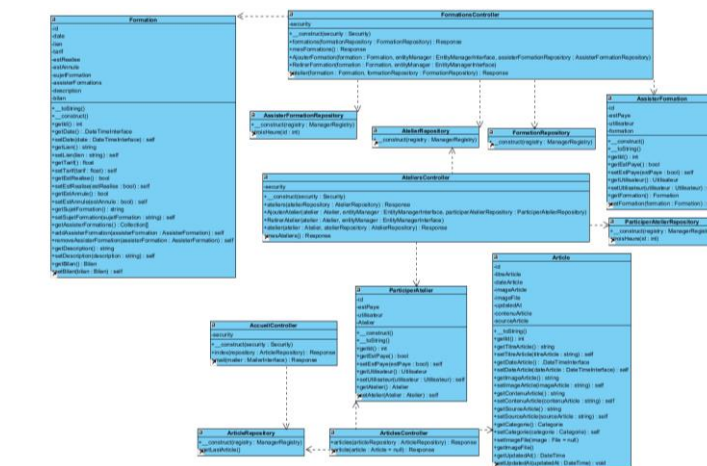 Formation
-id
-date
-lien
-tarif
-estRealise
-estAnnule
-sujetFormation
-assisterFormations
-description
-bilan
+__toString()
+__construct()
+getId() : int
+getDate() : DateTimeInterface
+setDate(date : DateTimeInterface) : self
+getLien() : string
+setLien(lien : string) : self
+getTarif() : float
+setTarif(tarif : float) : self
+getEstRealise() : bool
+setEstRealise(estRealise : bool) : self
+getEstAnnule() : bool
+setEstAnnule(estAnnule : bool) : self
+getSujetFormation() : string
+setSujetFormation(sujetFormation : string) : self
+getAssisterFormations() : Collection[]
+addAssisterFormation(assisterFormation : AssisterFormation) : self
+removeAssisterFormation(assisterFormation : AssisterFormation) : self
+getDescription() : string
+setDescription(description : string) : self
+getBilan() : Bilan
+setBilan(bilan : Bilan) : self
FormationsController
-security
+__construct(security : Security)
+formations(formationRepository : FormationRepository) : Response
+mesFormations() : Response
+AjouterFormation(formation : Formation, entityManager : EntityManagerInterface, assisterFormationRepository : AssisterFormationRepository)
+RetirerFormation(formation : Formation, entityManager : EntityManagerInterface)
+atelier(formation : Formation, formationRepository : FormationRepository) : Response
AssisterFormationRepository
+__construct(registry : ManagerRegistry)
(id : int)
AtelierRepository
+__construct(registry : ManagerRegistry)
FormationRepository
+__construct(registry : ManagerRegistry)
AssisterFormation
-id
-estPaye
-utilisateur
-formation
+__construct()
+__toString()
+getId() : int
+getEstPaye() : bool
+setEstPaye(estPaye : bool) : self
+getUtilisateur() : Utilisateur
+setUtilisateur(utilisateur : Utilisateur) :
+getFormation() : Formation
+setFormation(formation : Formation) :
AteliersController
-security
+__construct(security : Security)
+ateliers(atelierRepository : AtelierRepository) : Response
+AjouterAtelier(atelier : Atelier, entityManager : EntityManagerInterface, participerAtelierRepository : ParticiperAtelierRepository)
+RetirerAtelier(atelier : Atelier, entityManager : EntityManagerInterface)
+atelier(atelier : Atelier, atelierRepository : AtelierRepository) : Response
+mesAteliers() : Response
ParticiperAtelierRepository
+__construct(registry : ManagerRegistry)
(id : int)
ParticiperAtelier
-id
-estPaye
-utilisateur
-Atelier
+__construct()
+__toString()
+getId() : int
+getEstPaye() : bool
+setEstPaye(estPaye : bool) : self
+getUtilisateur() : Utilisateur
+setUtilisateur(utilisateur : Utilisateur) : self
+getAtelier() : Atelier
+setAtelier(Atelier : Atelier) : self
Article
-id
-titreArticle
-dateArticle
-imageArticle
-imageFile
-updatedAt
-contenuArticle
-sourceArticle
+__toString()
+getId() : int
+getTitreArticle() : string
+setTitreArticle(titreArticle : string) : self
+getDateArticle() : DateTimeInterface
+setDateArticle(dateArticle : DateTimeInterface) : self
+getImageArticle() : string
+setImageArticle(imageArticle : string) : self
+getContenuArticle() : string
+setContenuArticle(contenuArticle : string) : self
+getSourceArticle() : string
+setSourceArticle(sourceArticle : string) : self
+getCategorie() : Categorie
+setCategorie(categorie : Categorie) : self
+setImageFile(image : File = null)
+getImageFile()
+getUpdatedAt() : DateTime
+setUpdatedAt(updatedAt : DateTime) : void
AccueilController
-security
+__construct(security : Security)
+index(repository : ArticleRepository) : Response
+mail(mailer : MailerInterface) : Response
ArticleRepository
+__construct(registry : ManagerRegistry)
+getLastArticle()
ArticlesController
+articles(articleRepository : ArticleRepository) : Response
+article(article : Article = null) : Response